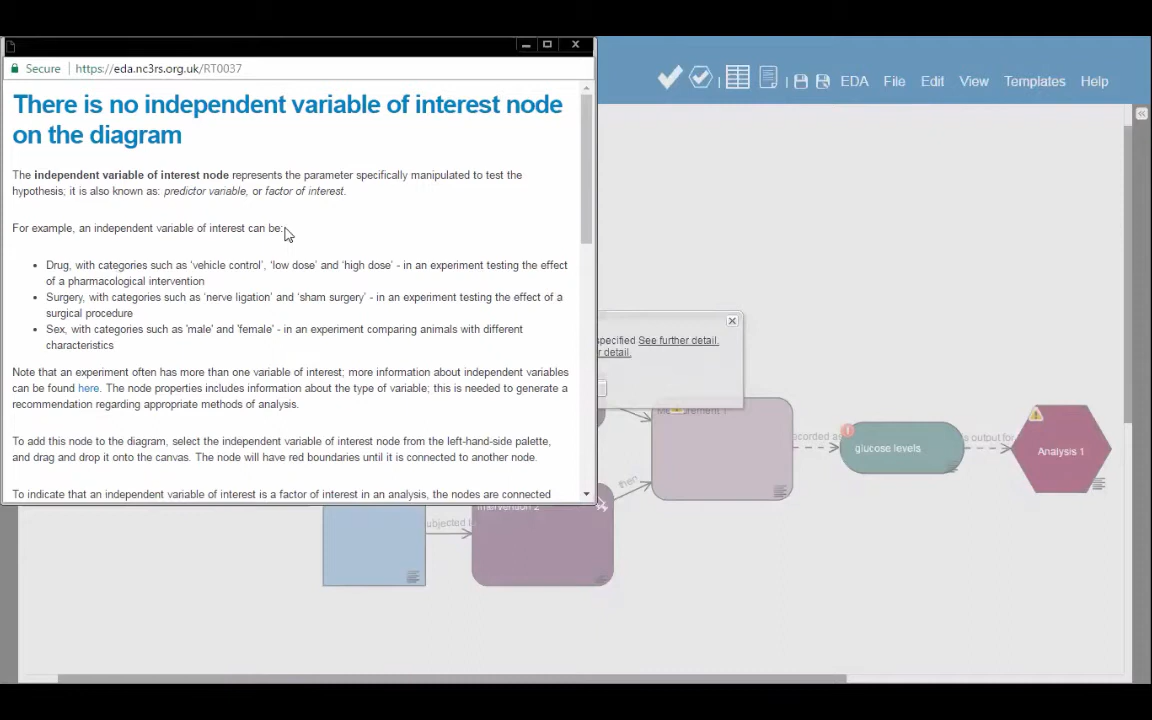 Secure | https://eda.nc3rs.org.uk/RT0037
EDA File Edit View Templates Help
There is no independent variable of interest node
on the diagram
The independent variable of interest node represents the parameter specifically manipulated to test the
hypothesis; it is also known as: predictor variable, or factor of interest.
For example, an independent variable of interest can be:
• Drug, with categories such as ‘vehicle control’, ‘low dose’ and ‘high dose’ - in an experiment testing the effect
of a pharmacological intervention
• Surgery, with categories such as ‘nerve ligation’ and ‘sham surgery’ - in an experiment testing the effect of a
surgical procedure
• Sex, with categories such as 'male' and 'female' - in an experiment comparing animals with different
characteristics
Note that an experiment often has more than one variable of interest; more information about independent variables
can be found here. The node properties includes information about the type of variable; this is needed to generate a
recommendation regarding appropriate methods of analysis.
To add this node to the diagram, select the independent variable of interest node from the left-hand-side palette,
and drag and drop it onto the canvas. The node will have red boundaries until it is connected to another node.
To indicate that an independent variable of interest is a factor of interest in an analysis, the nodes are connected
pecified See further detail.
r detail.
Measurement 1
ecorded as
glucose levels
s output for
Analysis 1
then
ubjected t
Intervention 2